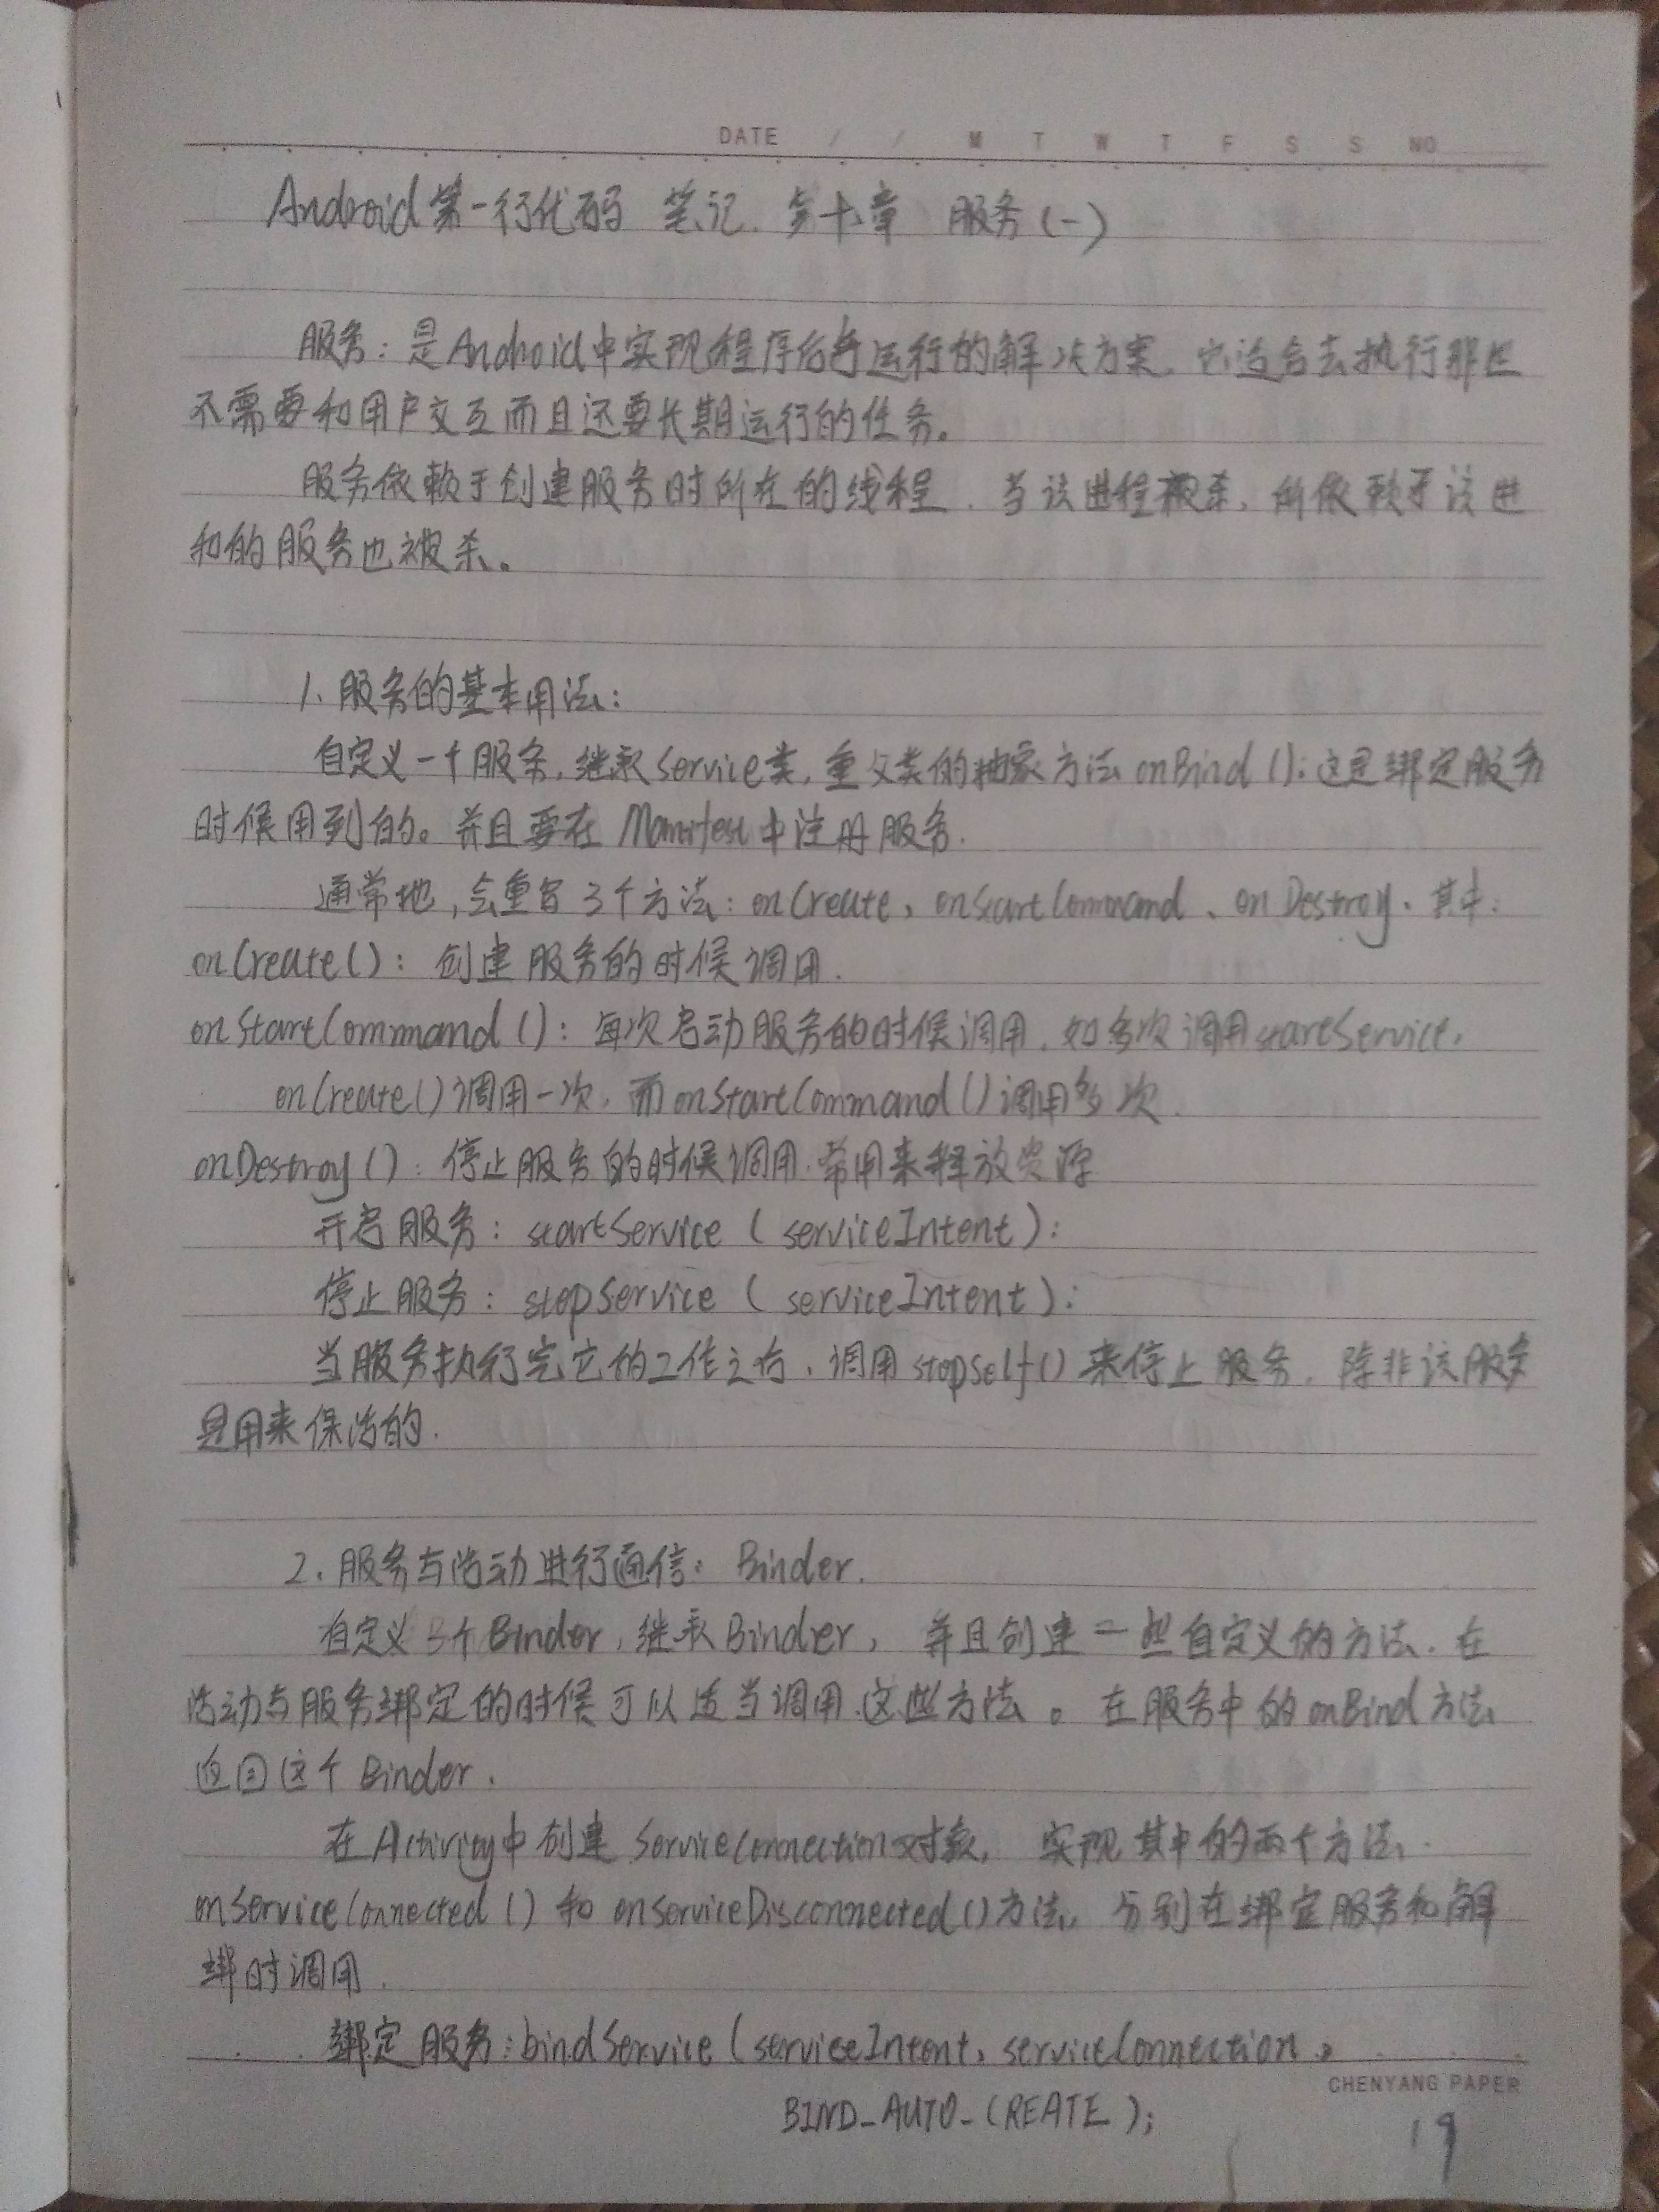 DATE / / M T W T F S S NO
Android第一行代码 笔记. 第十章 服务(一)
服务: 是Android中实现程序后台运行的解决方案. 它适合去执行那些
不需要和用户交互而且还要长期运行的任务。
服务依赖于创建服务时所在的线程. 当该进程被杀, 所依赖于该进
和的服务也被杀。
1. 服务的基本用法:
自定义一个服务, 继承Service类, 重父类的抽象方法onBind(); 这是绑定服务
时候用到的。并且要在Manifest中注册服务.
通常地, 会重写3个方法: onCreate、onStartCommand、onDestroy. 其中:
onCreate(): 创建服务的时候调用.
onStartCommand(): 每次启动服务的时候调用. 如多次调用startService,
onCreate()调用一次, 而onStartCommand()调用多次.
onDestroy(): 停止服务的时候调用. 常用来释放资源
开启服务: startService (serviceIntent);
停止服务: stopService (serviceIntent);
当服务执行完它的工作之后, 调用stopSelf()来停止服务. 除非该服务
是用来保活的.
2. 服务与活动进行通信: Binder.
自定义个Binder, 继承Binder, 并且创建一些自定义的方法. 在
活动与服务绑定的时候可以适当调用这些方法。在服务中的onBind方法
返回这个Binder.
在Activity中创建ServiceConnection对象, 实现其中的两个方法.
onServiceConnected()和onServiceDisconnected()方法, 分别在绑定服务和解
绑时调用.
绑定服务: bindService(serviceIntent, serviceConnection,
CHENYANG PAPER
BIND_AUTO_CREATE);
19